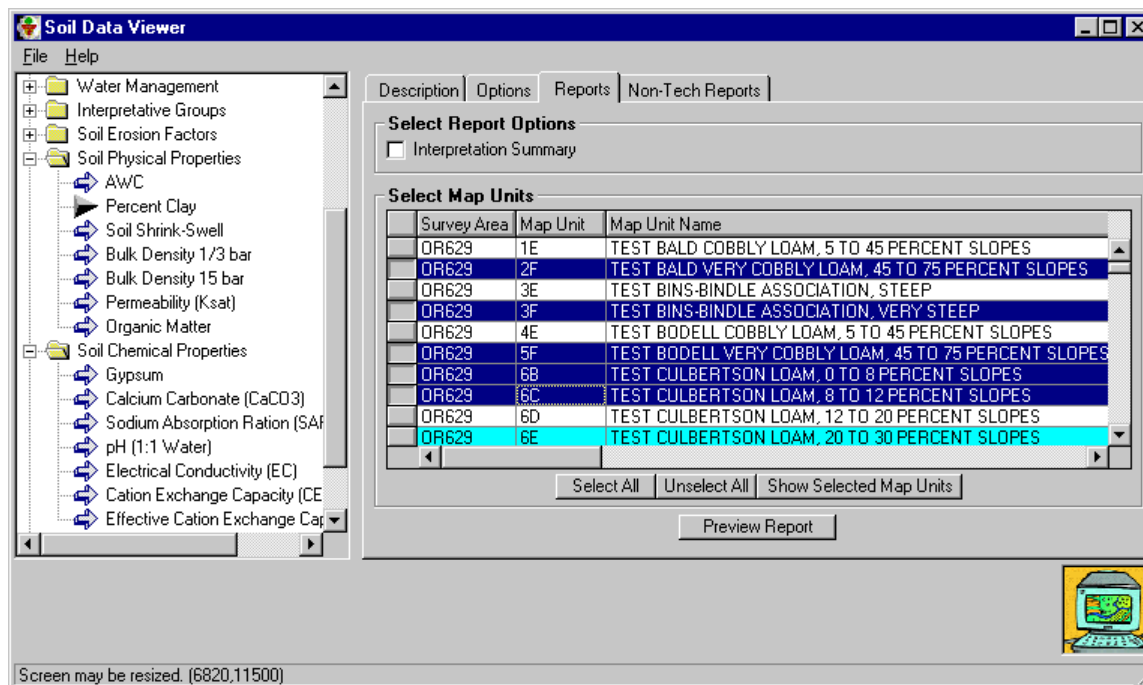 Soil Data Viewer
File Help
Water Management
Interpretative Groups
Soil Erosion Factors
Soil Physical Properties
AWC
Percent Clay
Soil Shrink-Swell
Bulk Density 1/3 bar
Bulk Density 15 bar
Permeability (Ksat)
Organic Matter
Soil Chemical Properties
Gypsum
Calcium Carbonate (CaCO3)
Sodium Absorption Ration (SAF
pH (1:1 Water)
Electrical Conductivity (EC)
Cation Exchange Capacity (CE
Effective Cation Exchange Cap
Description Options Reports Non-Tech Reports
Select Report Options
Interpretation Summary
Select Map Units
Survey Area Map Unit Map Unit Name
OR629 1E TEST BALD COBBLY LOAM, 5 TO 45 PERCENT SLOPES
OR629 2F TEST BALD VERY COBBLY LOAM, 45 TO 75 PERCENT SLOPES
OR629 3E TEST BINS-BINDLE ASSOCIATION, STEEP
OR629 3F TEST BINS-BINDLE ASSOCIATION, VERY STEEP
OR629 4E TEST BODELL COBBLY LOAM, 5 TO 45 PERCENT SLOPES
OR629 5F TEST BODELL VERY COBBLY LOAM, 45 TO 75 PERCENT SLOPES
OR629 6B TEST CULBERTSON LOAM, 0 TO 8 PERCENT SLOPES
OR629 6C TEST CULBERTSON LOAM, 8 TO 12 PERCENT SLOPES
OR629 6D TEST CULBERTSON LOAM, 12 TO 20 PERCENT SLOPES
OR629 6E TEST CULBERTSON LOAM, 20 TO 30 PERCENT SLOPES
Select All Unselect All Show Selected Map Units
Preview Report
Screen may be resized. (6820,11500)